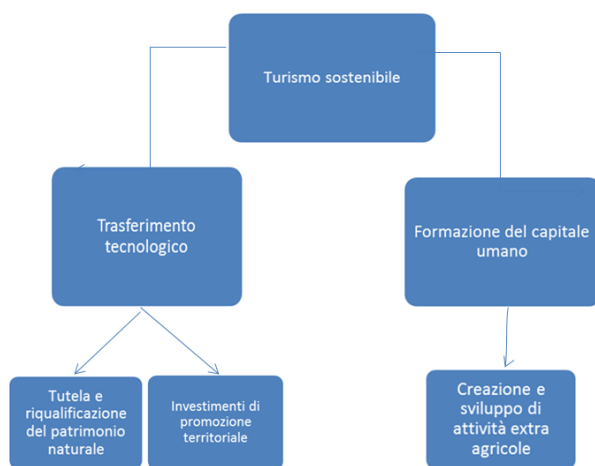 Turismo sostenibile
Trasferimento
tecnologico
Formazione del capitale
umano
Tutela e
riqualificazione
del patrimonio
naturale
Investimenti di
promozione
territoriale
Creazione e
sviluppo di
attività extra
agricole